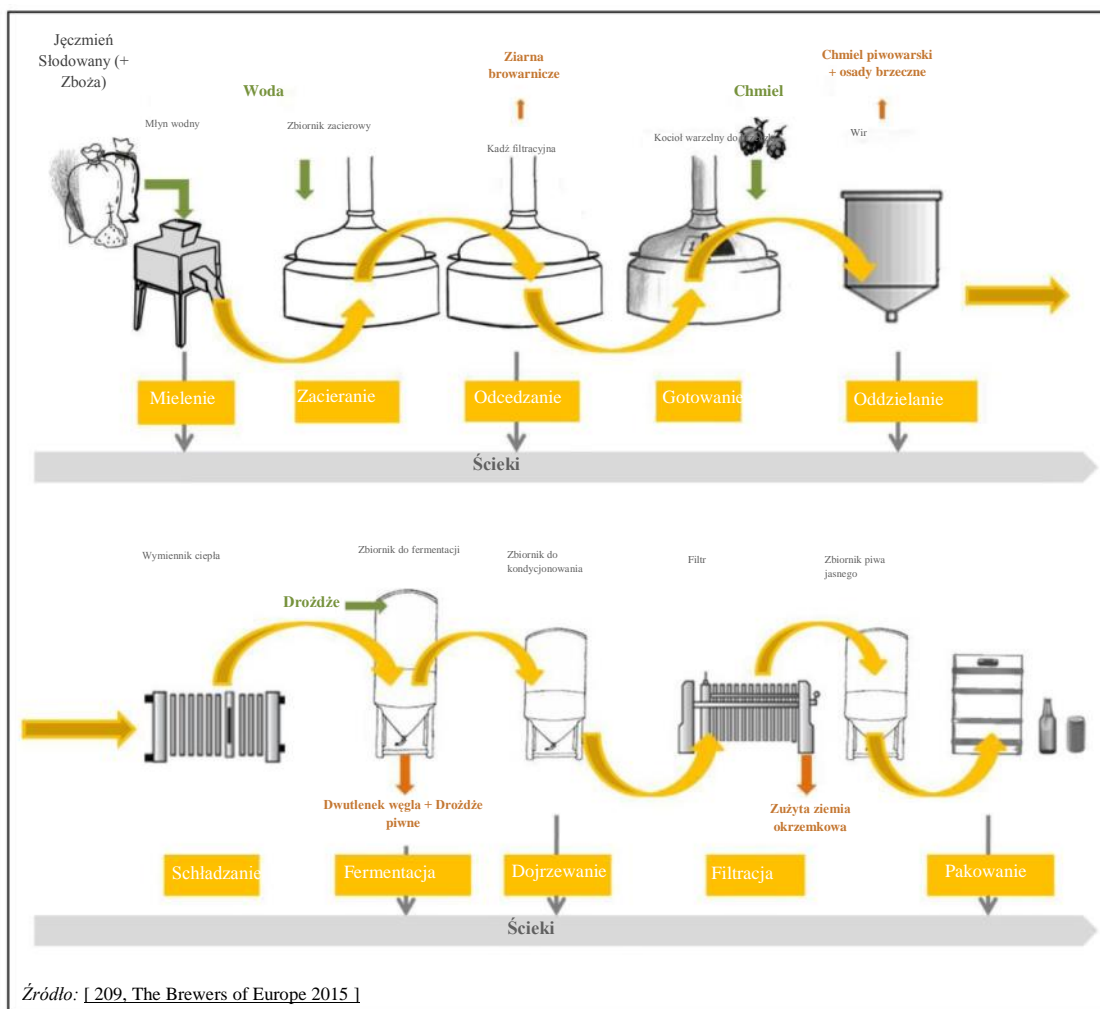 Jęczmień
Słodowany (+
Zboża)
Woda
Ziarna
browarnicze
Chmiel
Chmiel piwowarski
+ osady brzeczne
Młyn wodny
Zbiornik zacierowy
Kadź filtracyjna
Kocioł warzelny do
Wir
Mielenie
Zacieranie
Odcedzanie
Gotowanie
Oddzielanie
Ścieki
Wymiennik ciepła
Zbiornik do fermentacji
Zbiornik do
kondycjonowania
Filtr
Zbiornik piwa
jasnego
Drożdże
Dwutlenek węgla + Drożdże
piwne
Zużyta ziemia
okrzemkowa
Schładzanie
Fermentacja
Dojrzewanie
Filtracja
Pakowanie
Ścieki
Źródło: [ 209, The Brewers of Europe 2015 ]